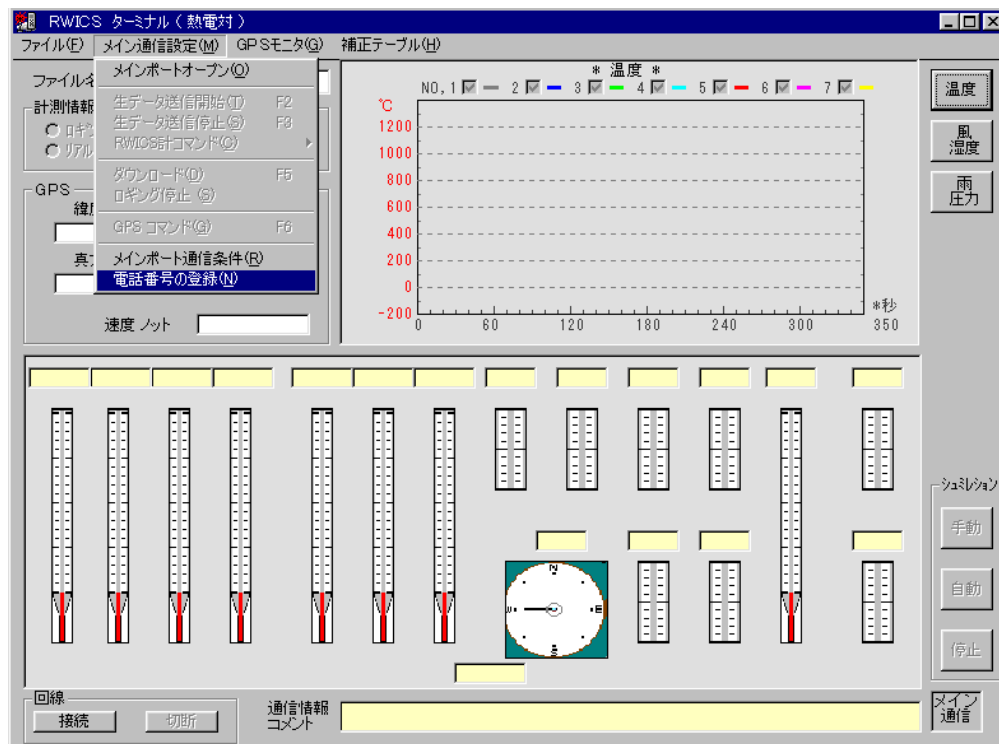 RWICS ターミナル ( 熱電対 )
ファイル(F) メイン通信設定(M) GPSモニタ(G) 補正テーブル(H)
メインポートオープン(O)
生データ送信開始(T) F2
生データ送信停止(S) F3
RWICS計コマンド(C)
ダウンロード(D) F5
ロギング停止 (S)
GPS コマンド(G) F6
メインポート通信条件(R)
電話番号の登録(N)
ファイル名
計測情報
GPS
速度 ノット
* 温度 *
NO, 1 2 3 4 5 6 7
℃
1200
1000
800
600
400
200
0
-200
*秒
0 60 120 180 240 300 350
温度
風
湿度
雨
圧力
シュミレション
手動
自動
停止
N
S
回線
接続 切断
通信情報
コメント
メイン
通信